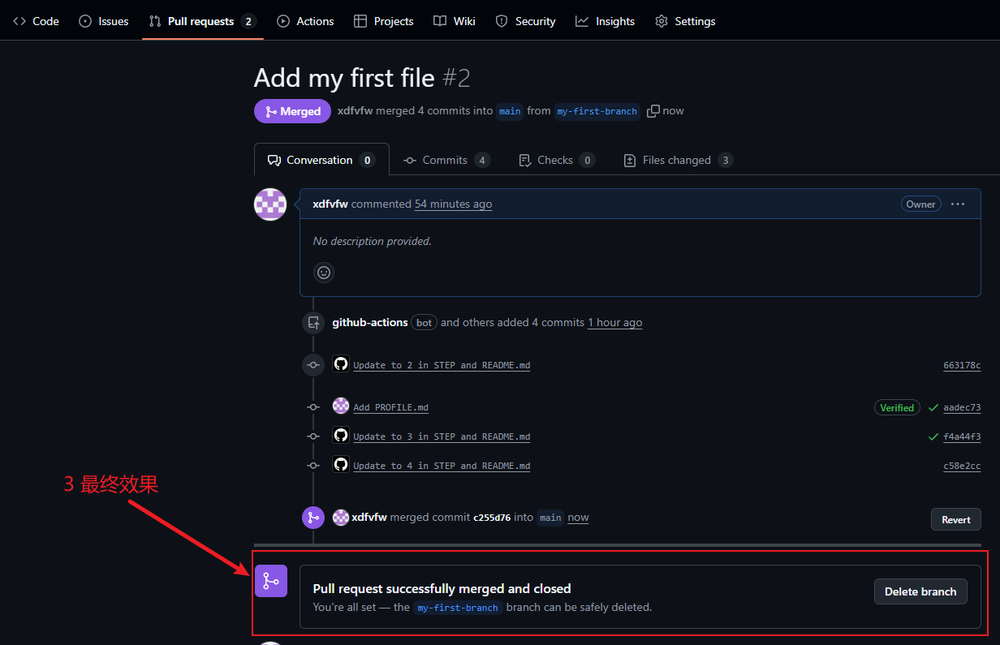 Code Issues Pull requests 2 Actions Projects Wiki Security Insights Settings
Add my first file #2
Merged xdfvfw merged 4 commits into main from my-first-branch now
Conversation 0 Commits 4 Checks 0 Files changed 3
xdfvfw commented 54 minutes ago Owner
No description provided.
github-actions bot and others added 4 commits 1 hour ago
Update to 2 in STEP and README.md 663178c
Add PROFILE.md Verified aadec73
Update to 3 in STEP and README.md f4a44f3
Update to 4 in STEP and README.md c58e2cc
3 最终效果
xdfvfw merged commit c255d76 into main now Revert
Pull request successfully merged and closed
You're all set — the my-first-branch branch can be safely deleted.
Delete branch